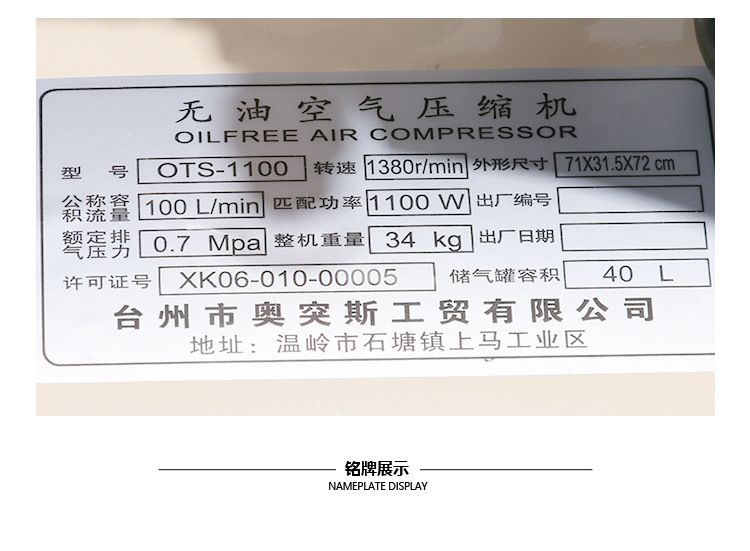 无油空气压缩机
OILFREE AIR COMPRESSOR
型 号 OTS-1100 转速 1380r/min 外形尺寸 71X31.5X72 cm
公称容积流量 100 L/min 匹配功率 1100 W 出厂编号
额定排气压力 0.7 Mpa 整机重量 34 kg 出厂日期
许可证号 XK06-010-00005 储气罐容积 40 L
台州市奥突斯工贸有限公司
地址：温岭市石塘镇上马工业区
铭牌展示
NAMEPLATE DISPLAY